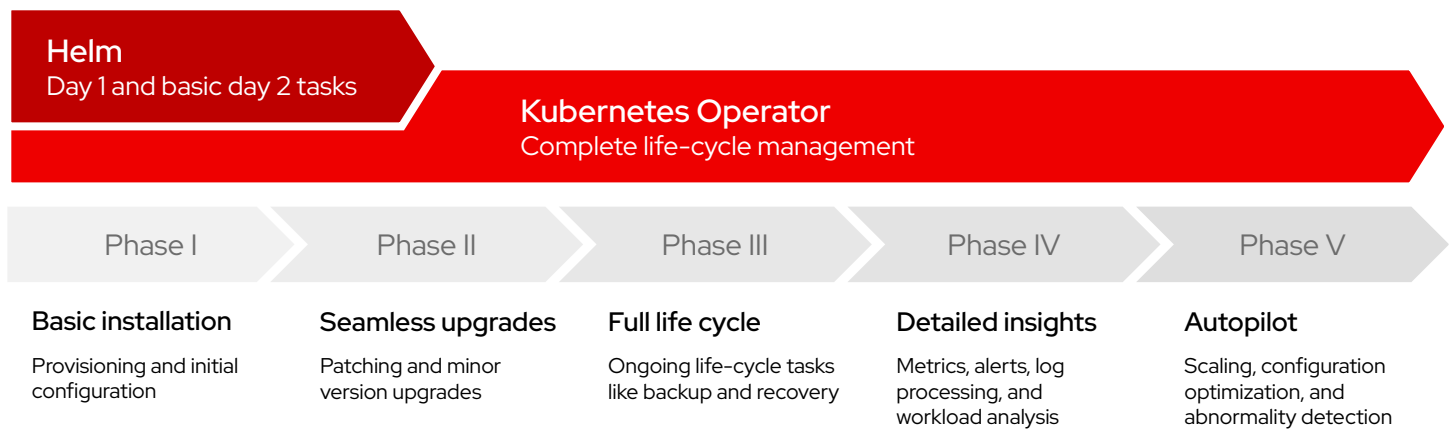 Helm
Day 1 and basic day 2 tasks
Kubernetes Operator
Complete life-cycle management
Phase I
Phase II
Phase III
Phase IV
Phase V
Basic installation
Provisioning and initial
configuration
Seamless upgrades
Patching and minor
version upgrades
Full life cycle
Ongoing life-cycle tasks
like backup and recovery
Detailed insights
Metrics, alerts, log
processing, and
workload analysis
Autopilot
Scaling, configuration
optimization, and
abnormality detection